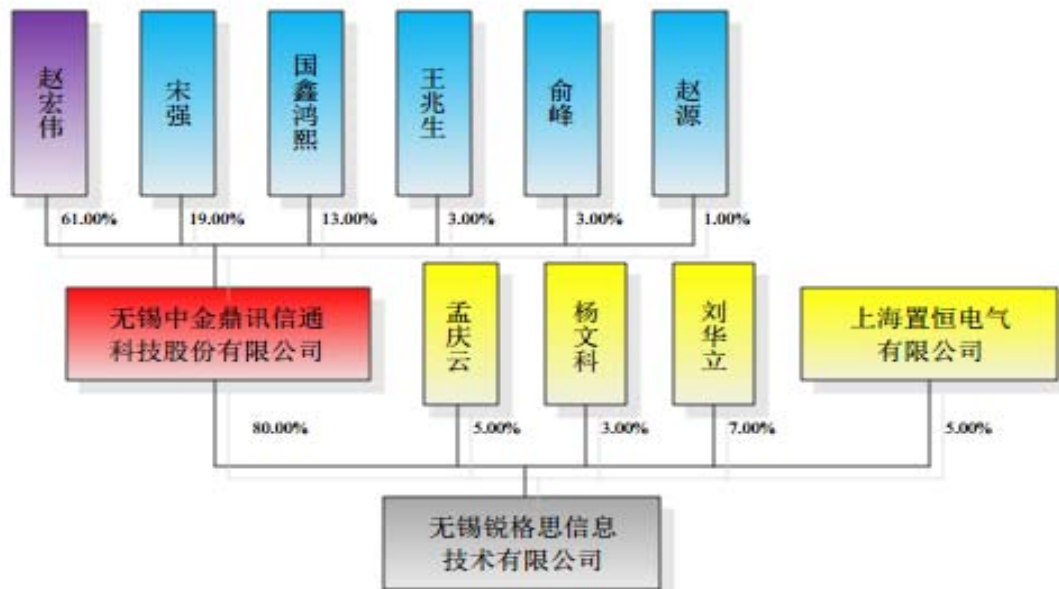 赵宏伟
宋强
国鑫鸿熙
王兆生
俞峰
赵源
61.00%
19.00%
13.00%
3.00%
3.00%
1.00%
无锡中金鼎讯信通
科技股份有限公司
孟庆云
杨文科
刘华立
上海置恒电气
有限公司
80.00%
5.00%
3.00%
7.00%
5.00%
无锡锐格思信息
技术有限公司